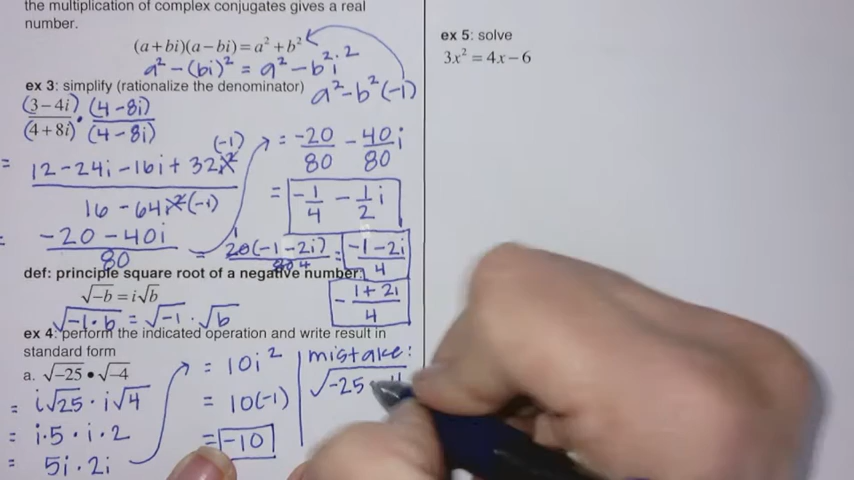 the multiplication of complex conjugates gives a real
number.
(a+bi)(a−bi)=a²+b²
a²−(bi)² = a²−b²i²·²
a²−b²(-1)
ex 3: simplify (rationalize the denominator)
(3−4i)/(4+8i) · (4−8i)/(4−8i)
= (12−24i−16i+32i²(-1))/(16−64i²(-1))
= (-20−40i)/80
= -20/80 − 40/80 i
= -1/4 − 1/2 i
= 20(-1−2i)/80 4 = (-1−2i)/4
-(1+2i)/4
def: principle square root of a negative number:
√−b = i√b
√-1·b = √-1 · √b
ex 4: perform the indicated operation and write result in
standard form
a. √−25 • √−4
= i√25 · i√4
= i·5·i·2
= 5i·2i
= 10i²
= 10(-1)
= -10
mistake:
√-25
ex 5: solve
3x² = 4x−6